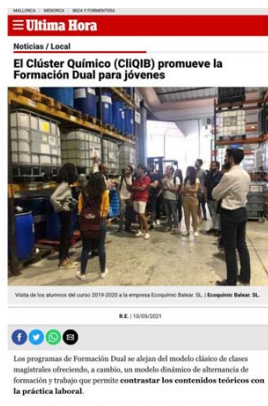 MALLORCA | MENORCA | IBIZA Y FORMENTERA
Ultima Hora
Noticias / Local
El Clúster Químico (CliQIB) promueve la
Formación Dual para jóvenes
Visita de los alumnos del curso 2019-2020 a la empresa Ecoquimic Balear. SL. | Ecoquimic Balear. SL.
R.E. | 10/05/2021
Los programas de Formación Dual se alejan del modelo clásico de clases
magistrales ofreciendo, a cambio, un modelo dinámico de alternancia de
formación y trabajo que permite contrastar los contenidos teóricos con
la práctica laboral.